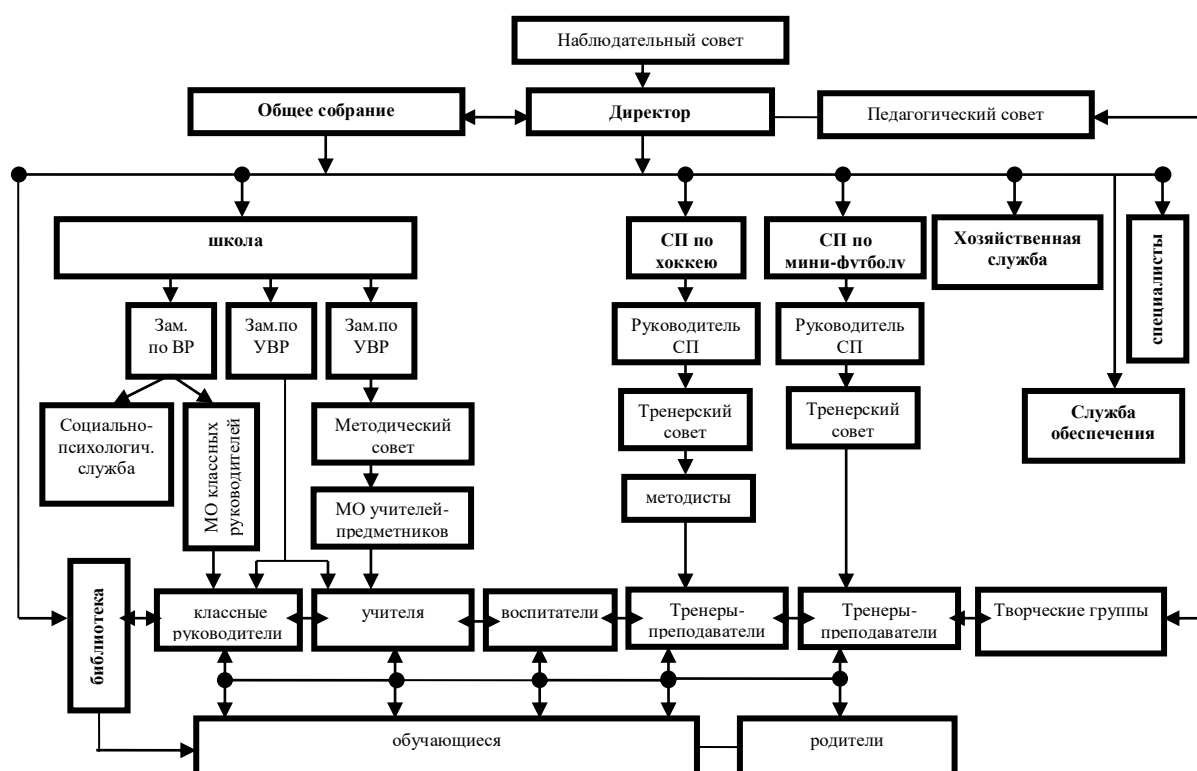 Наблюдательный совет
Общее собрание
Директор
Педагогический совет
школа
СП по
хоккею
СП по
мини-футболу
Хозяйственная
служба
специалисты
Зам.
по ВР
Зам.по
УВР
Зам.по
УВР
Руководитель
СП
Руководитель
СП
Социально-
психологич.
служба
МО классных
руководителей
Методический
совет
Тренерский
совет
Тренерский
совет
Служба
обеспечения
МО учителей-
предметников
методисты
библиотека
классные
руководители
учителя
воспитатели
Тренеры-
преподаватели
Тренеры-
преподаватели
Творческие группы
обучающиеся
родители